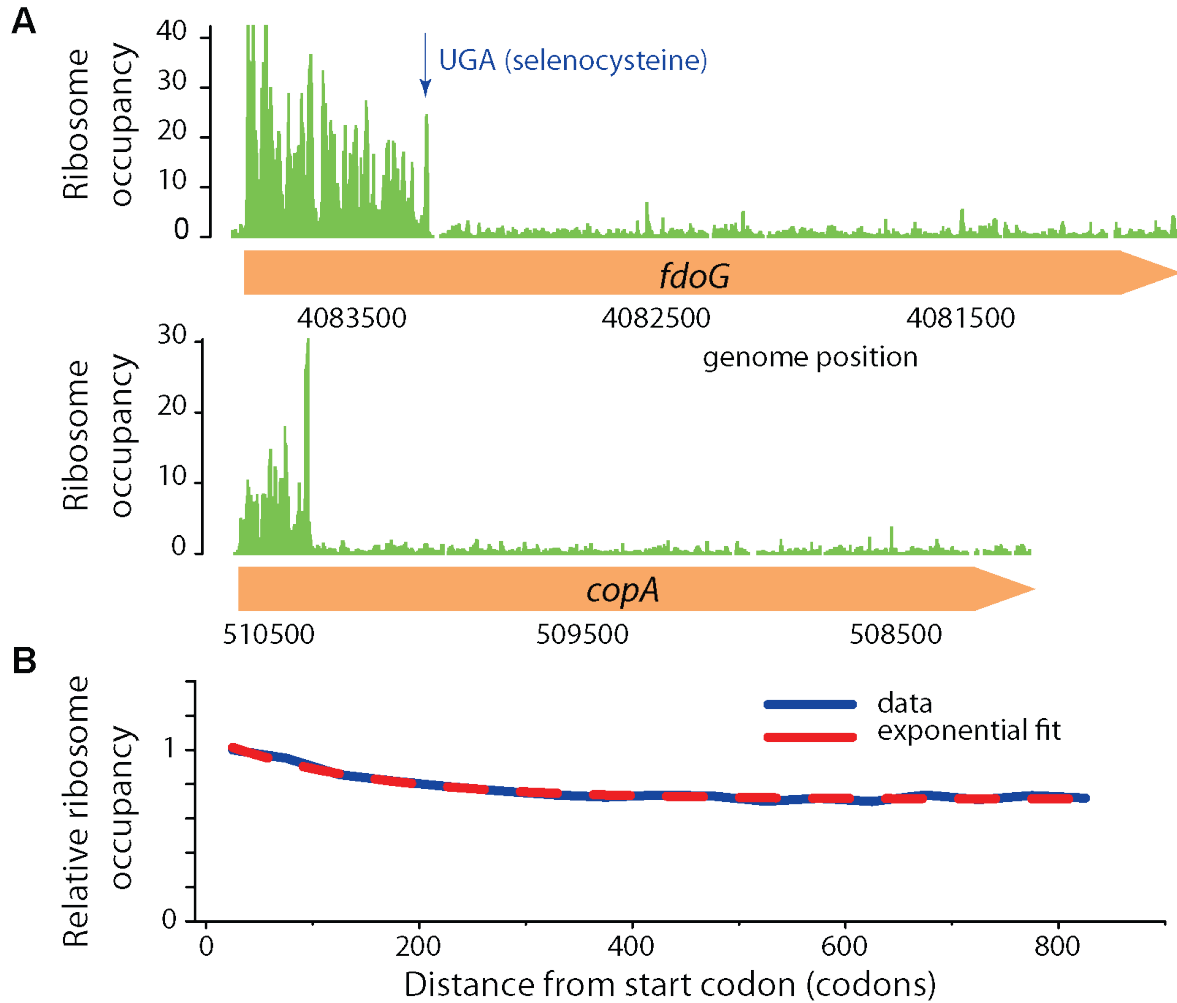 A
Ribosome
occupancy
40
30
20
10
0
UGA (selenocysteine)
fdoG
4083500 4082500 4081500
genome position
Ribosome
occupancy
30
20
10
0
copA
510500 509500 508500
B
Relative ribosome
occupancy
1
0
data
exponential fit
0 200 400 600 800
Distance from start codon (codons)